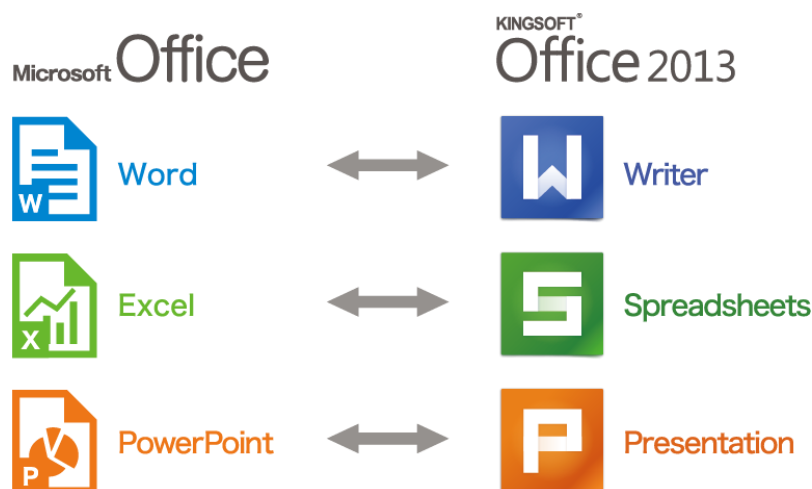 Microsoft Office
KINGSOFT®
Office 2013
W
Word
W
Writer
X
Excel
S
Spreadsheets
P
PowerPoint
P
Presentation